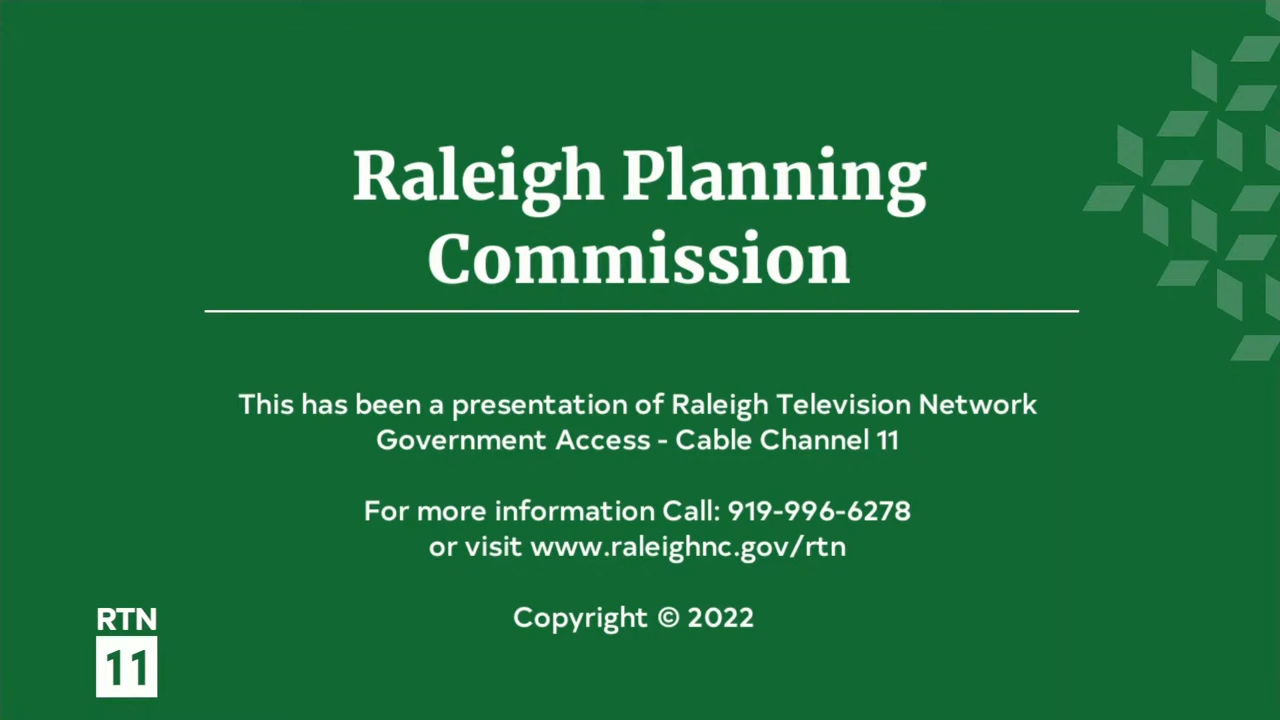 Raleigh Planning
Commission
This has been a presentation of Raleigh Television Network
Government Access - Cable Channel 11
For more information Call: 919-996-6278
or visit www.raleighnc.gov/rtn
Copyright © 2022
RTN
11